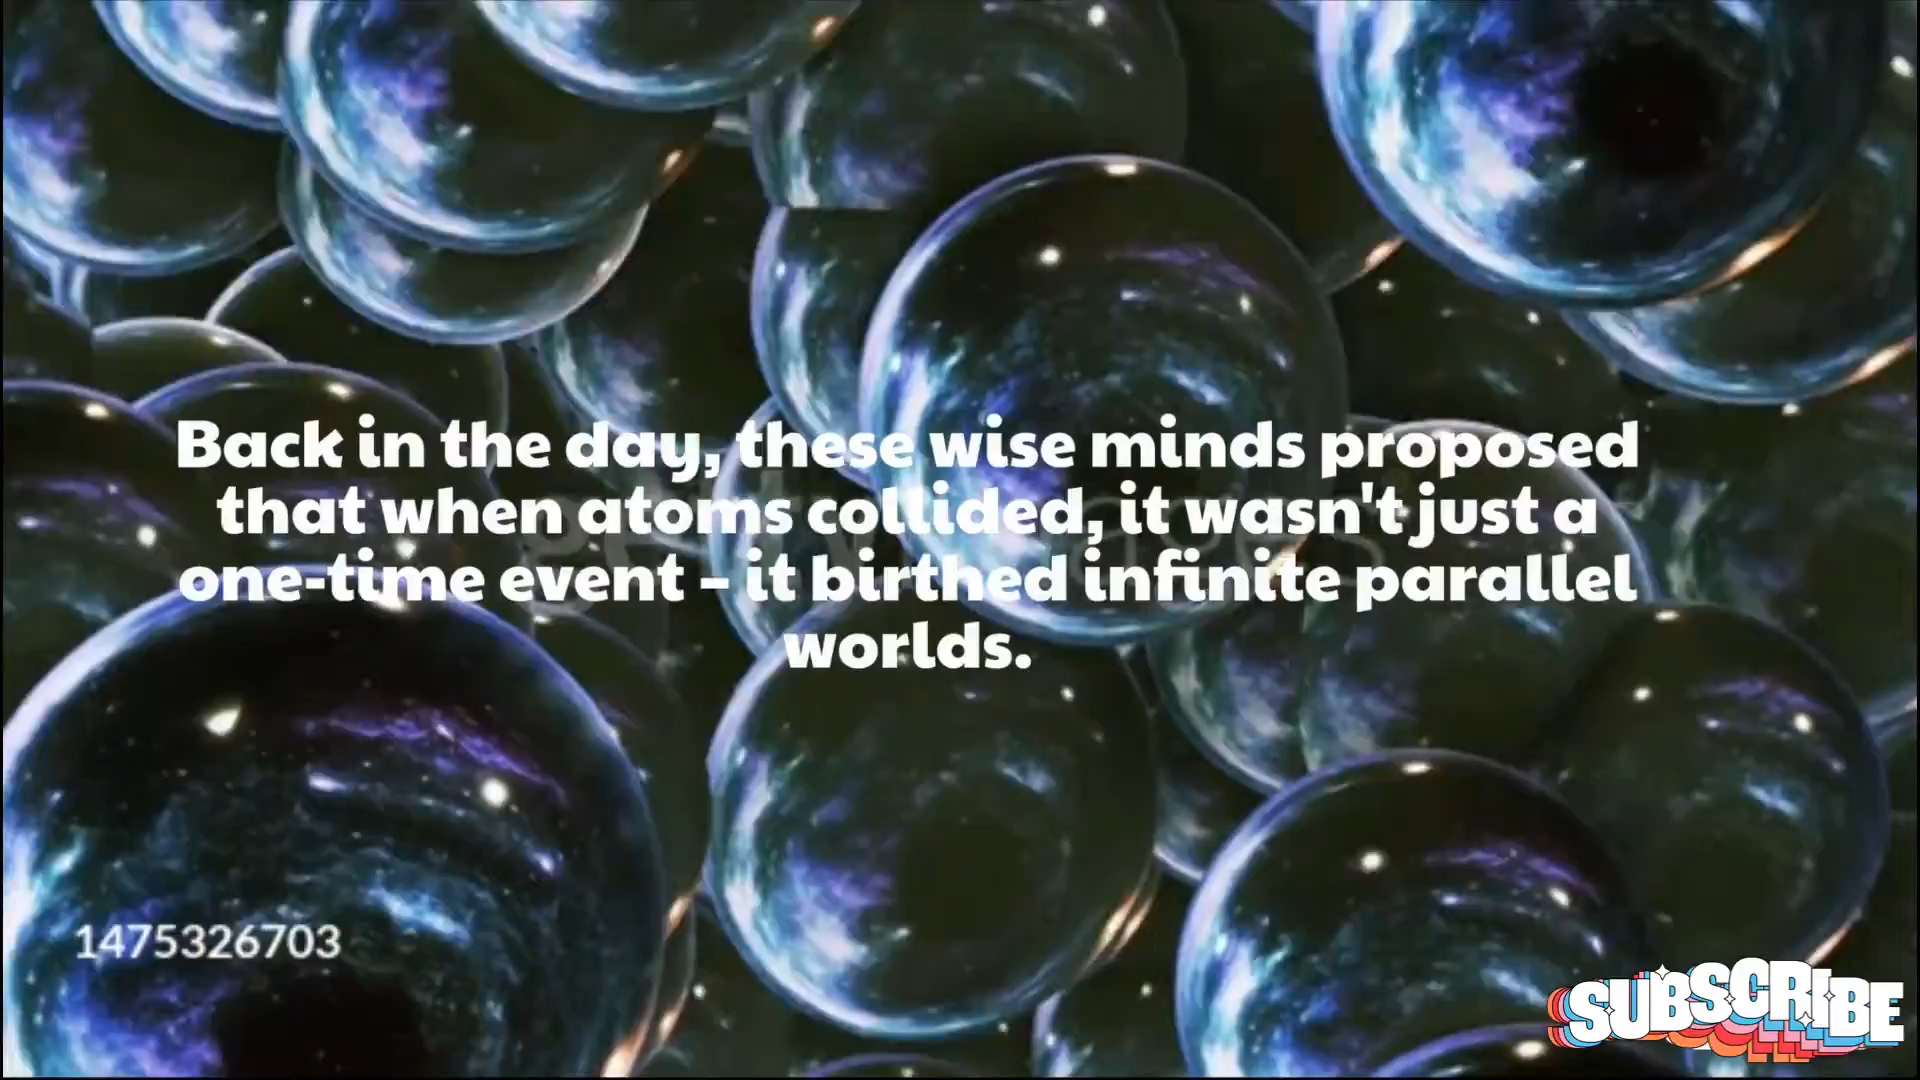 Back in the day, these wise minds proposed
that when atoms collided, it wasn't just a
one-time event – it birthed infinite parallel
worlds.
1475326703
SUBSCRIBE